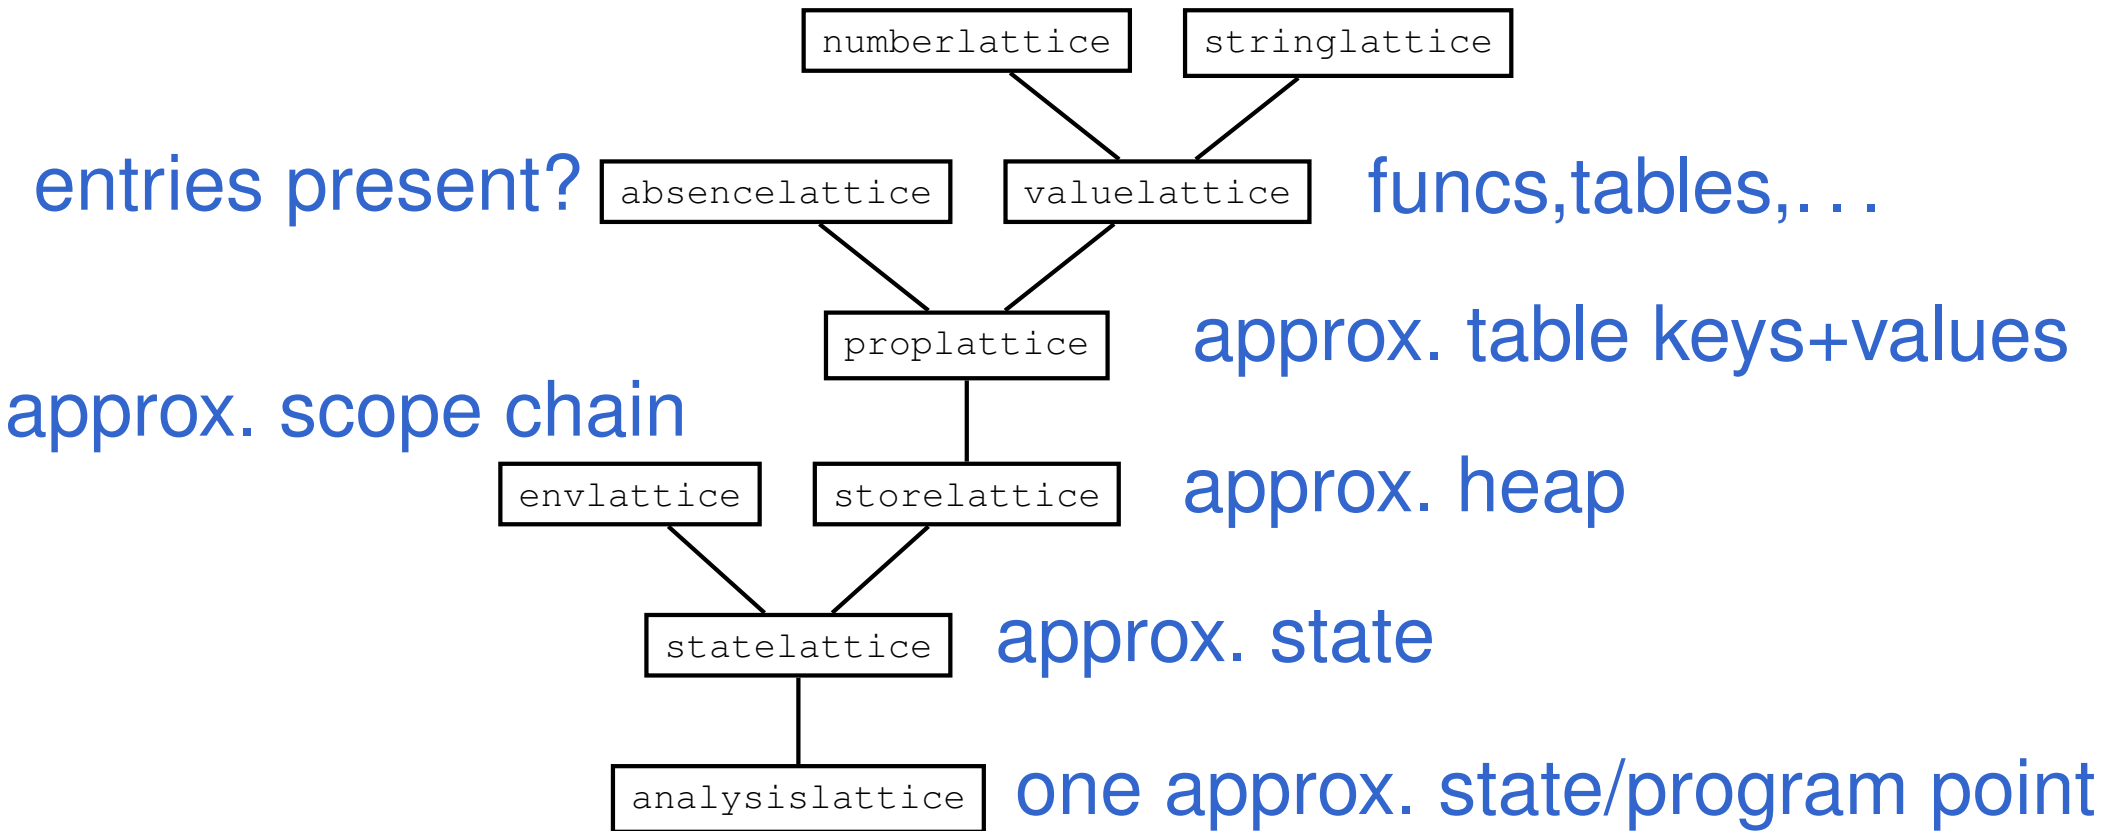 numberlattice stringlattice
entries present? absencelattice valuelattice funcs,tables,. . .
proplattice approx. table keys+values
approx. scope chain
envlattice storelattice approx. heap
statelattice approx. state
analysislattice one approx. state/program point